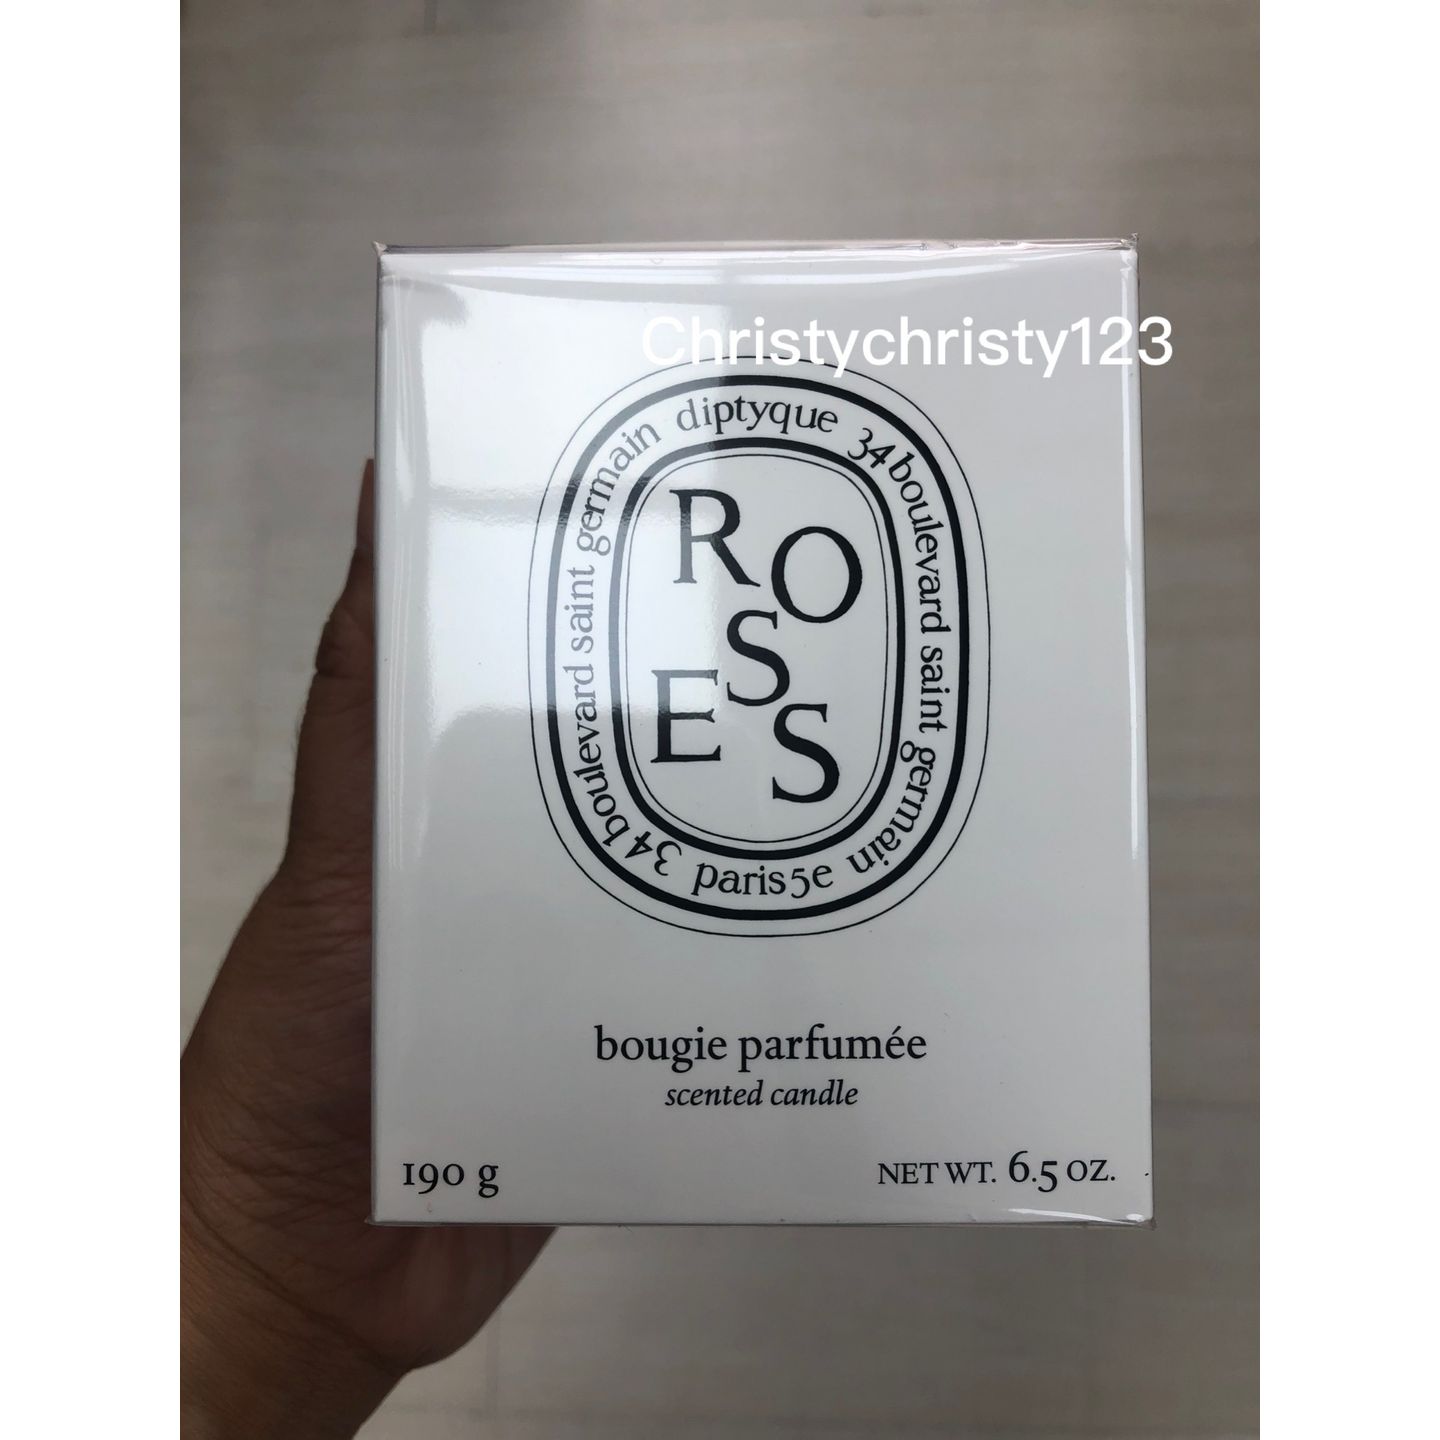 Christychristy123
diptyque 34 boulevard saint germain paris 5e 34 boulevard saint germain
R
O
S
E
S
bougie parfumée
scented candle
190 g
NET WT. 6.5 OZ.